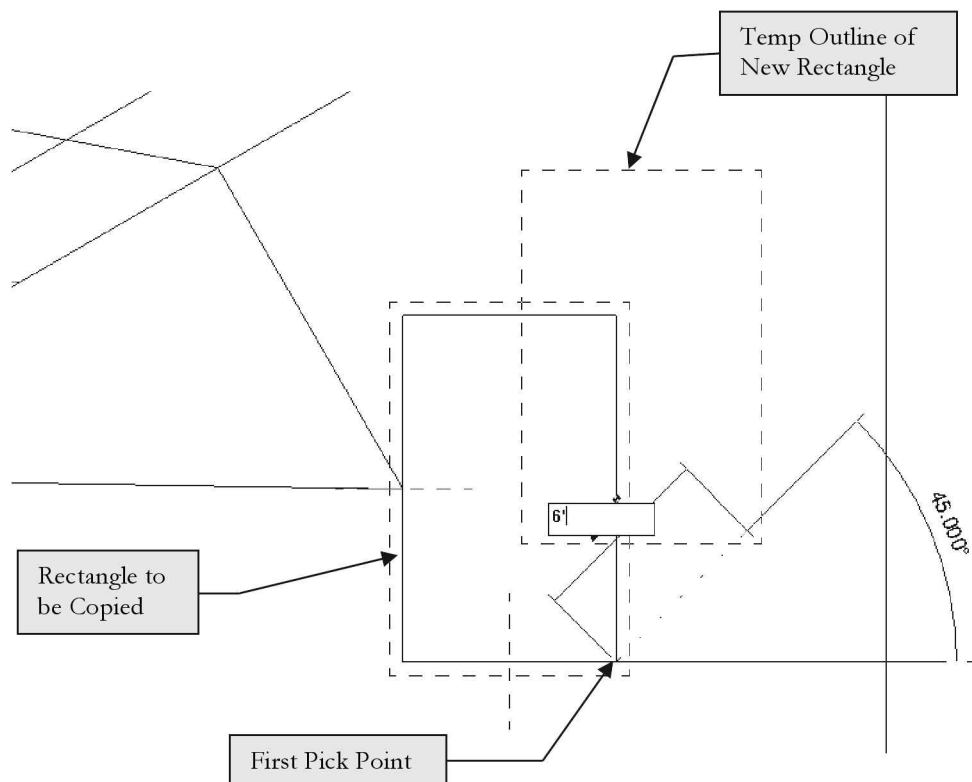 Temp Outline of
New Rectangle
6'
45.000°
Rectangle to
be Copied
First Pick Point